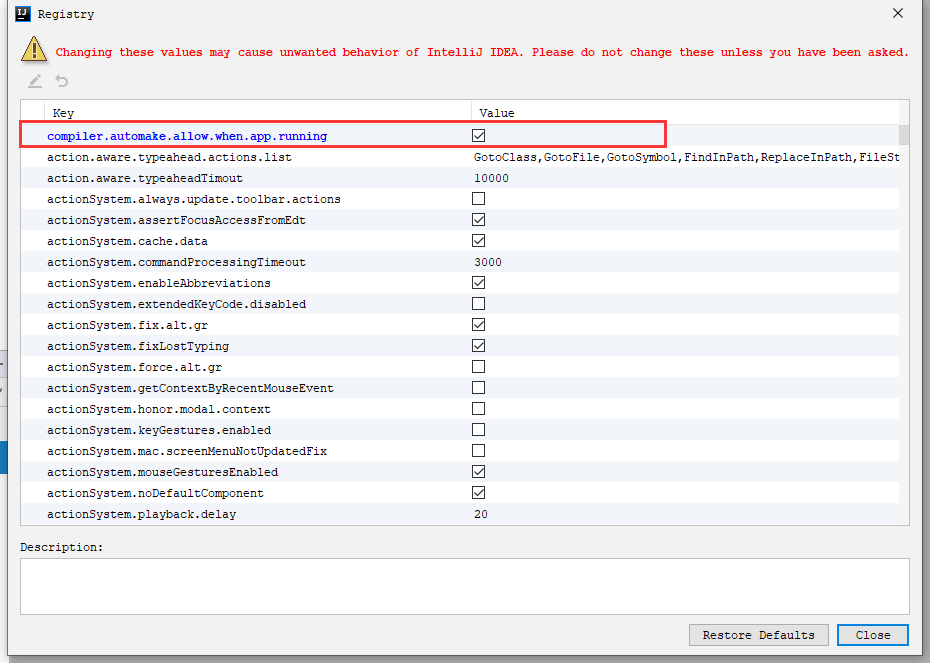 Registry
Changing these values may cause unwanted behavior of IntelliJ IDEA. Please do not change these unless you have been asked.
Key Value
compiler.automake.allow.when.app.running
action.aware.typeahead.actions.list GotoClass,GotoFile,GotoSymbol,FindInPath,ReplaceInPath,FileSt
action.aware.typeaheadTimout 10000
actionSystem.always.update.toolbar.actions
actionSystem.assertFocusAccessFromEdt
actionSystem.cache.data
actionSystem.commandProcessingTimeout 3000
actionSystem.enableAbbreviations
actionSystem.extendedKeyCode.disabled
actionSystem.fix.alt.gr
actionSystem.fixLostTyping
actionSystem.force.alt.gr
actionSystem.getContextByRecentMouseEvent
actionSystem.honor.modal.context
actionSystem.keyGestures.enabled
actionSystem.mac.screenMenuNotUpdatedFix
actionSystem.mouseGesturesEnabled
actionSystem.noDefaultComponent
actionSystem.playback.delay 20
Description:
Restore Defaults Close